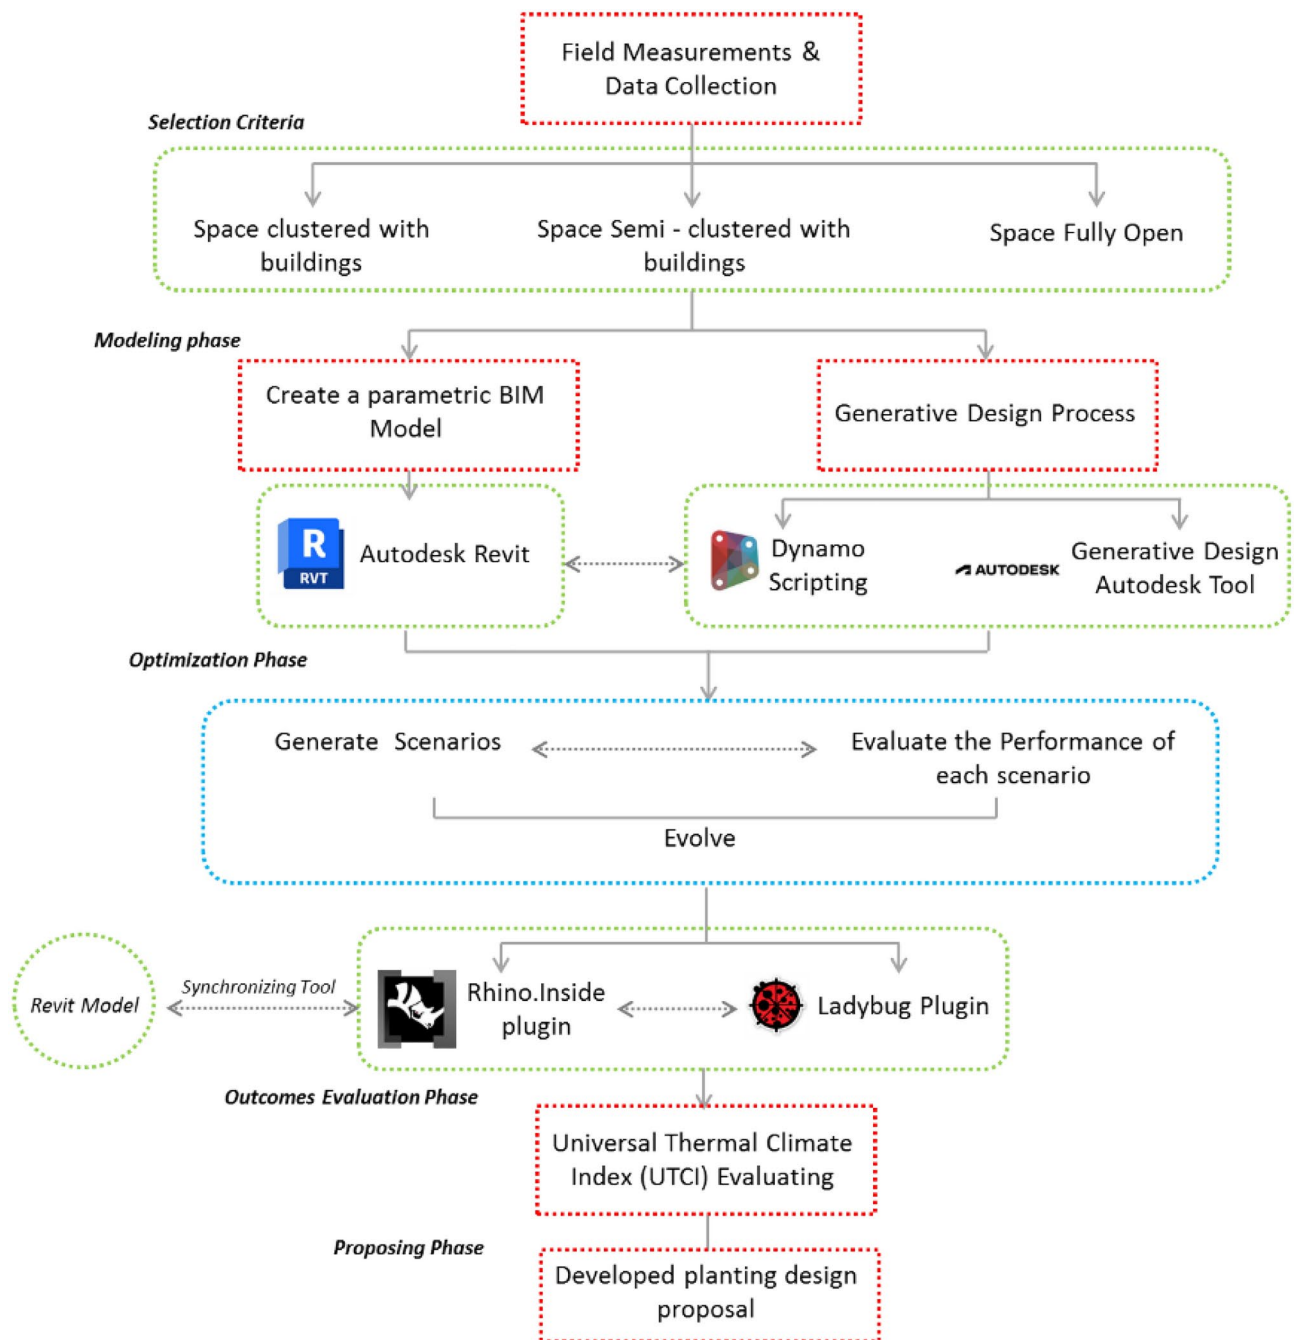 Field Measurements &
Data Collection
Selection Criteria
Space clustered with
buildings
Space Semi - clustered with
buildings
Space Fully Open
Modeling phase
Create a parametric BIM
Model
Generative Design Process
R
RVT
Autodesk Revit
Dynamo
Scripting
AUTODESK
Generative Design
Autodesk Tool
Optimization Phase
Generate Scenarios
Evaluate the Performance of
each scenario
Evolve
Revit Model
Synchronizing Tool
Rhino.Inside
plugin
Ladybug Plugin
Outcomes Evaluation Phase
Universal Thermal Climate
Index (UTCI) Evaluating
Proposing Phase
Developed planting design
proposal